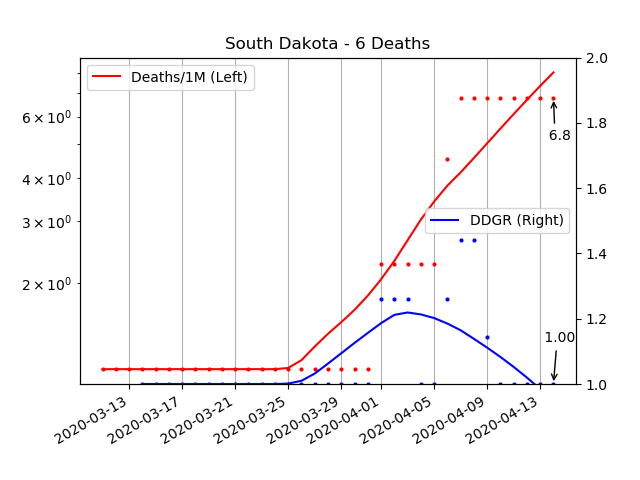 South Dakota - 6 Deaths
Deaths/1M (Left)
DDGR (Right)
6 × 10⁰
4 × 10⁰
3 × 10⁰
2 × 10⁰
2.0
1.8
1.6
1.4
1.2
1.0
6.8
1.00
2020-03-13
2020-03-17
2020-03-21
2020-03-25
2020-03-29
2020-04-01
2020-04-05
2020-04-09
2020-04-13